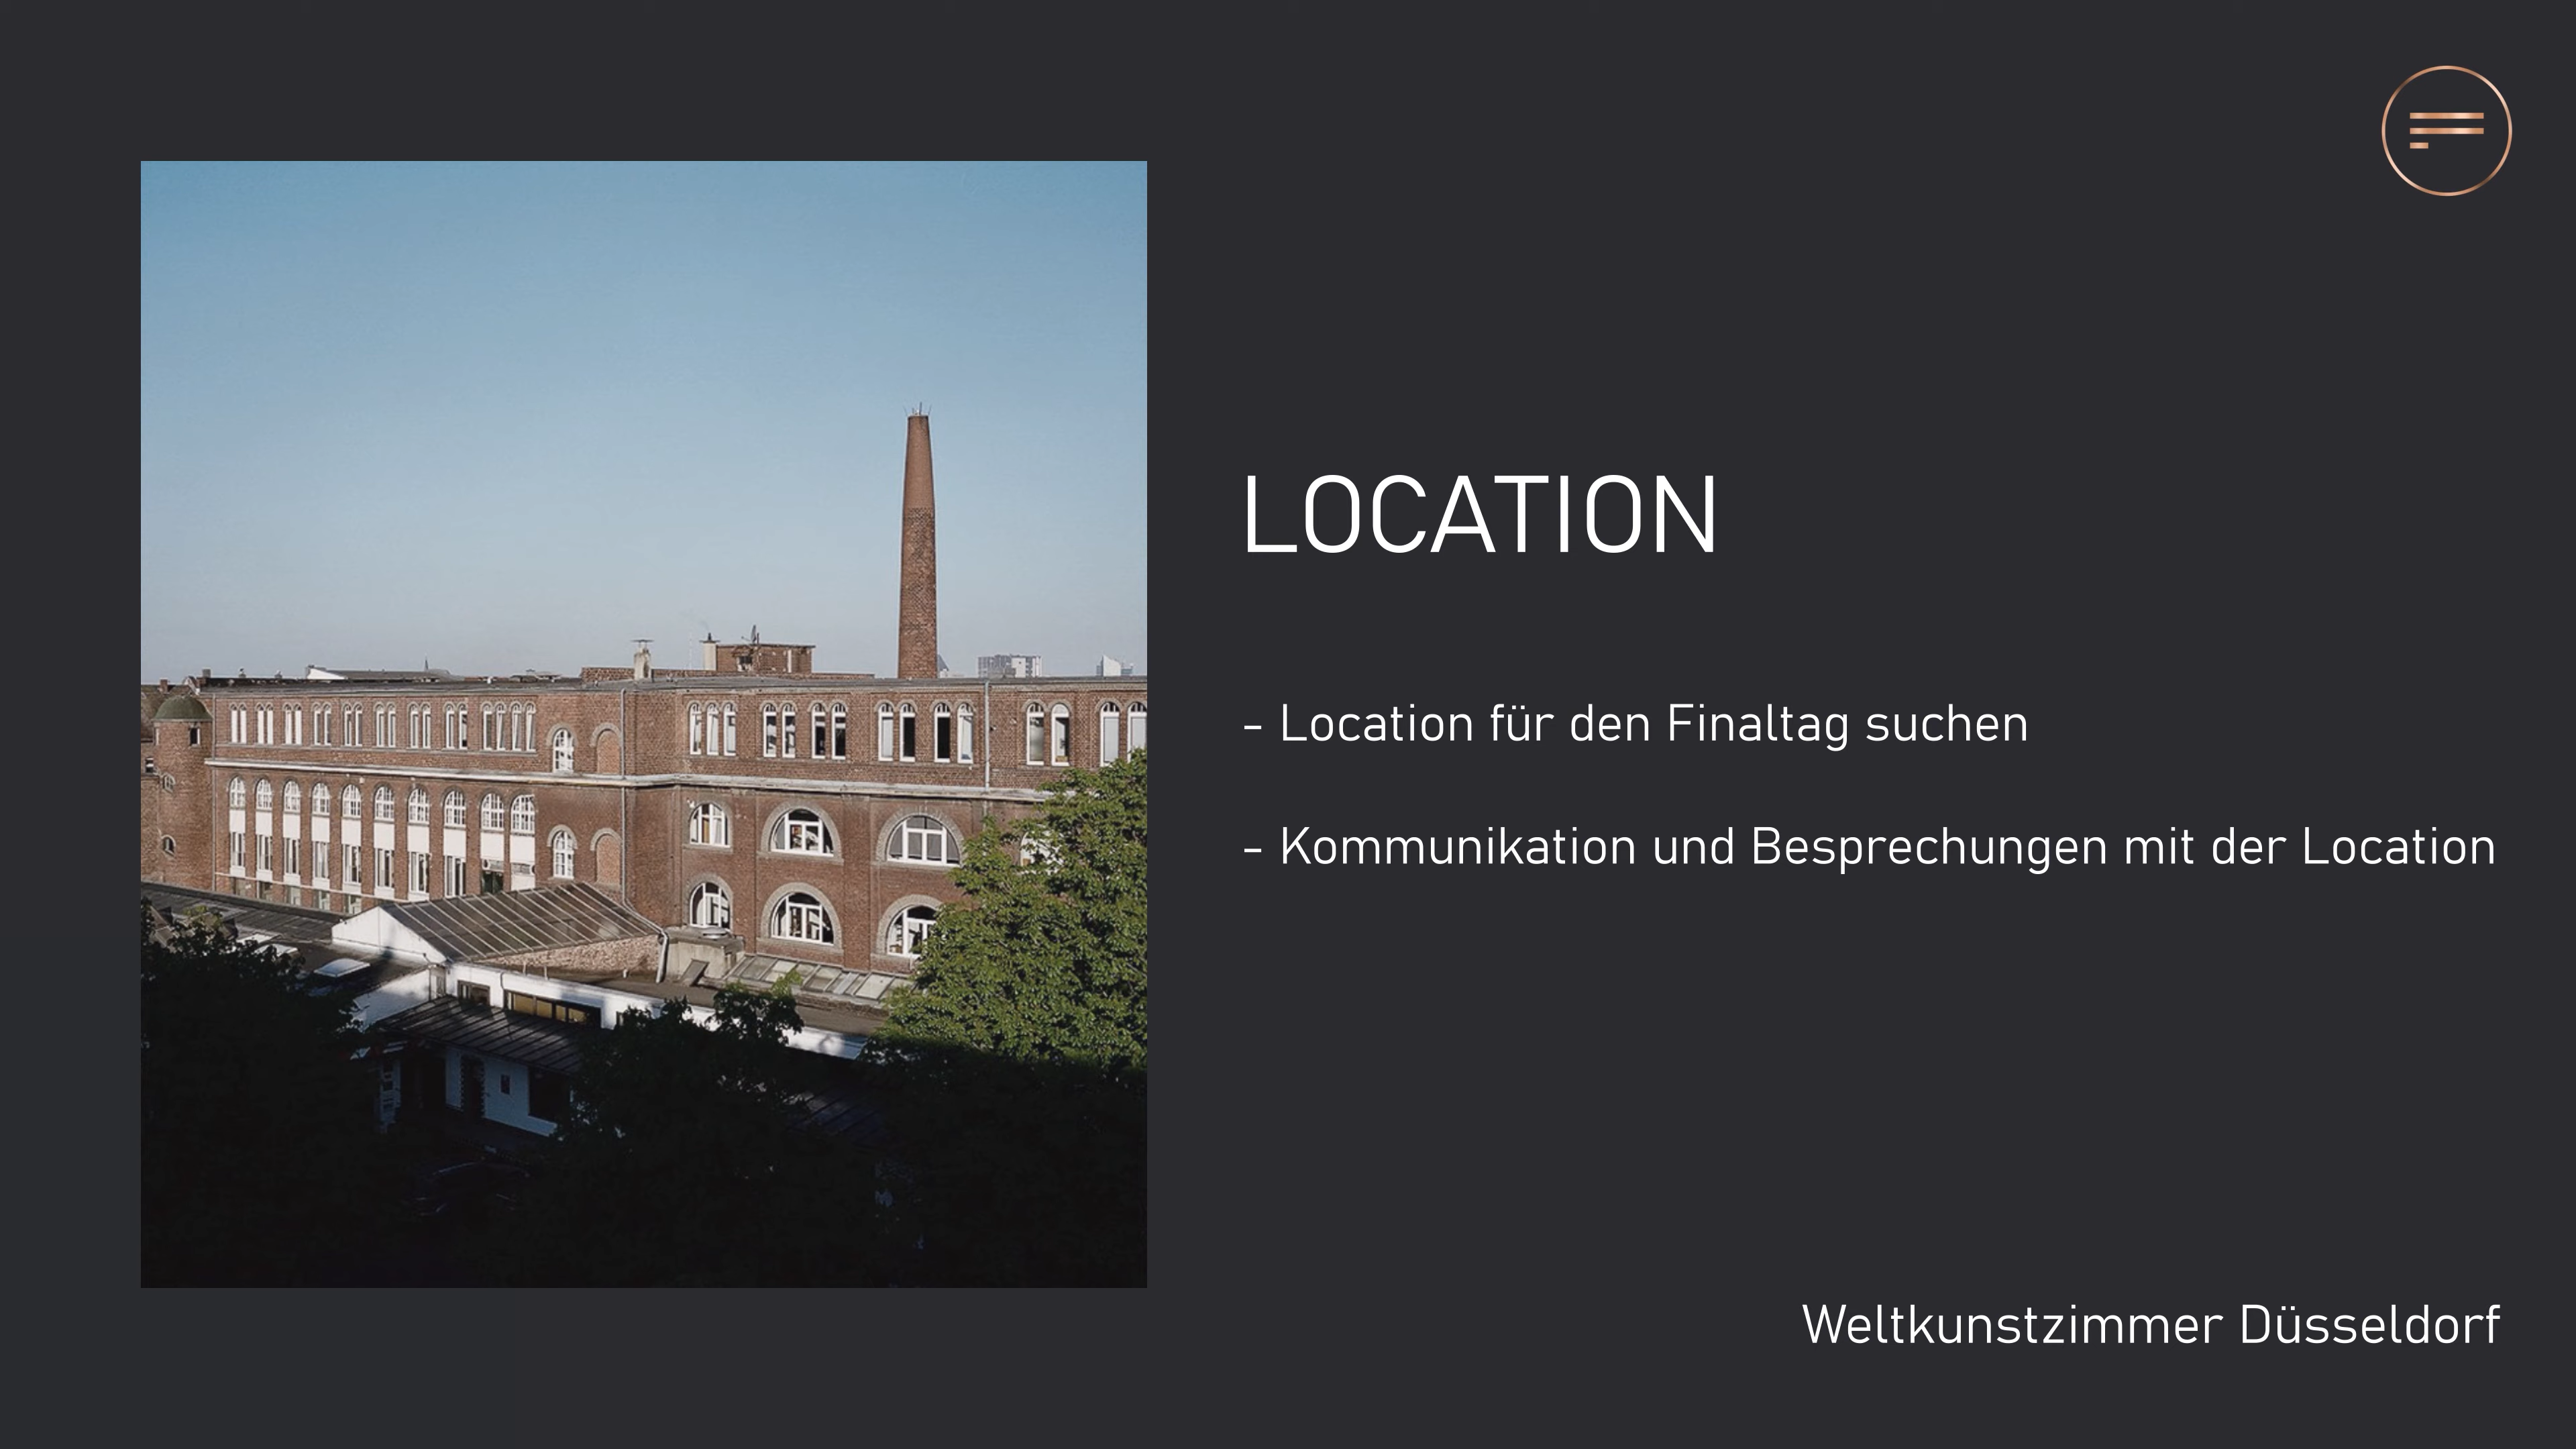 LOCATION
- Location für den Finaltag suchen
- Kommunikation und Besprechungen mit der Location
Weltkunstzimmer Düsseldorf